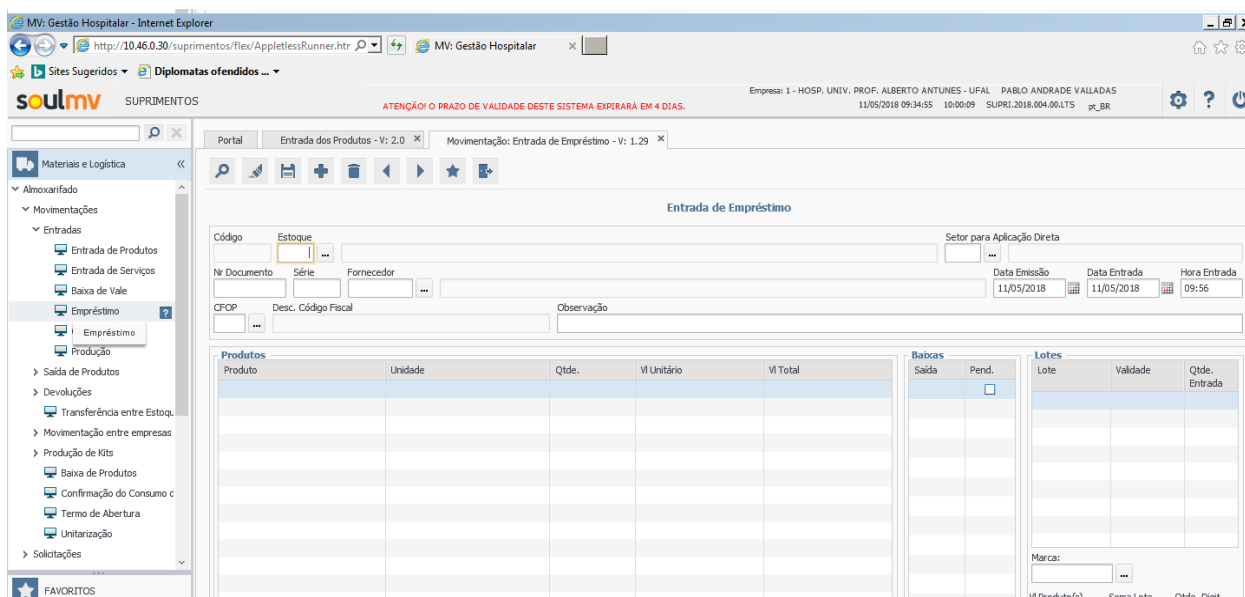 MV: Gestão Hospitalar - Internet Explorer
http://10.46.0.30/suprimentos/flex/AppletlessRunner.htr
MV: Gestão Hospitalar
Sites Sugeridos
Diplomatas ofendidos ...
soulmv SUPRIMENTOS
ATENÇÃO! O PRAZO DE VALIDADE DESTE SISTEMA EXPIRARÁ EM 4 DIAS.
Empresa: 1 - HOSP. UNIV. PROF. ALBERTO ANTUNES - UFAL PABLO ANDRADE VALLADAS
11/05/2018 09:34:55 10:00:09 SUPRI.2018.004.00.LTS pt_BR
Portal Entrada dos Produtos - V: 2.0 Movimentação: Entrada de Empréstimo - V: 1.29
Materiais e Logística
Almoxarifado
Movimentações
Entradas
Entrada de Produtos
Entrada de Serviços
Baixa de Vale
Empréstimo
Empréstimo
Produção
Saída de Produtos
Devoluções
Transferência entre Estoqu
Movimentação entre empresas
Produção de Kits
Baixa de Produtos
Confirmação do Consumo d
Termo de Abertura
Unitarização
Solicitações
FAVORITOS
Entrada de Empréstimo
Código Estoque Setor para Aplicação Direta
...
...
Nr Documento Série Fornecedor Data Emissão Data Entrada Hora Entrada
... 11/05/2018 11/05/2018 09:56
CFOP Desc. Código Fiscal Observação
...
Produtos Baixas Lotes
Produto Unidade Qtde. Vl Unitário Vl Total Saída Pend. Lote Validade Qtde. Entrada
Marca:
...
Vl Produto(s) Soma Lote Qtde. Digit